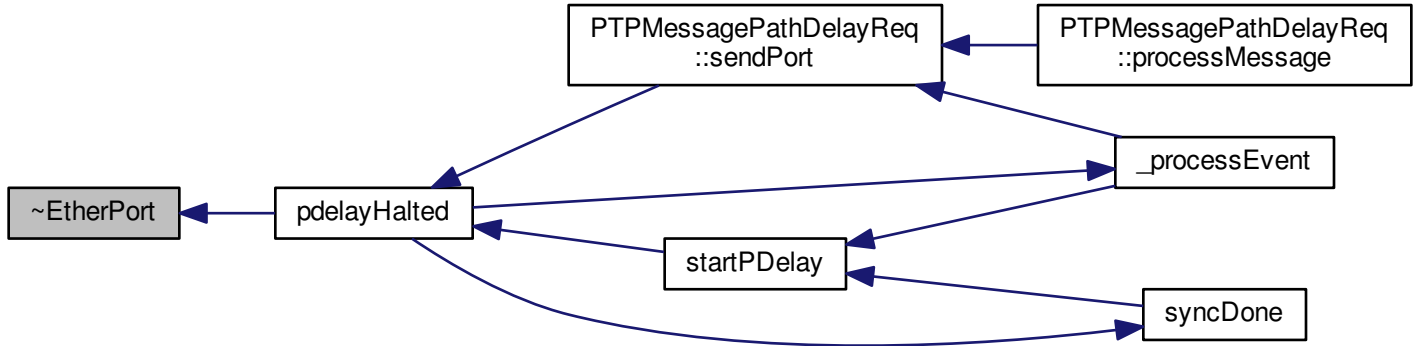 PTPMessagePathDelayReq
::sendPort
PTPMessagePathDelayReq
::processMessage
_processEvent
~EtherPort
pdelayHalted
startPDelay
syncDone